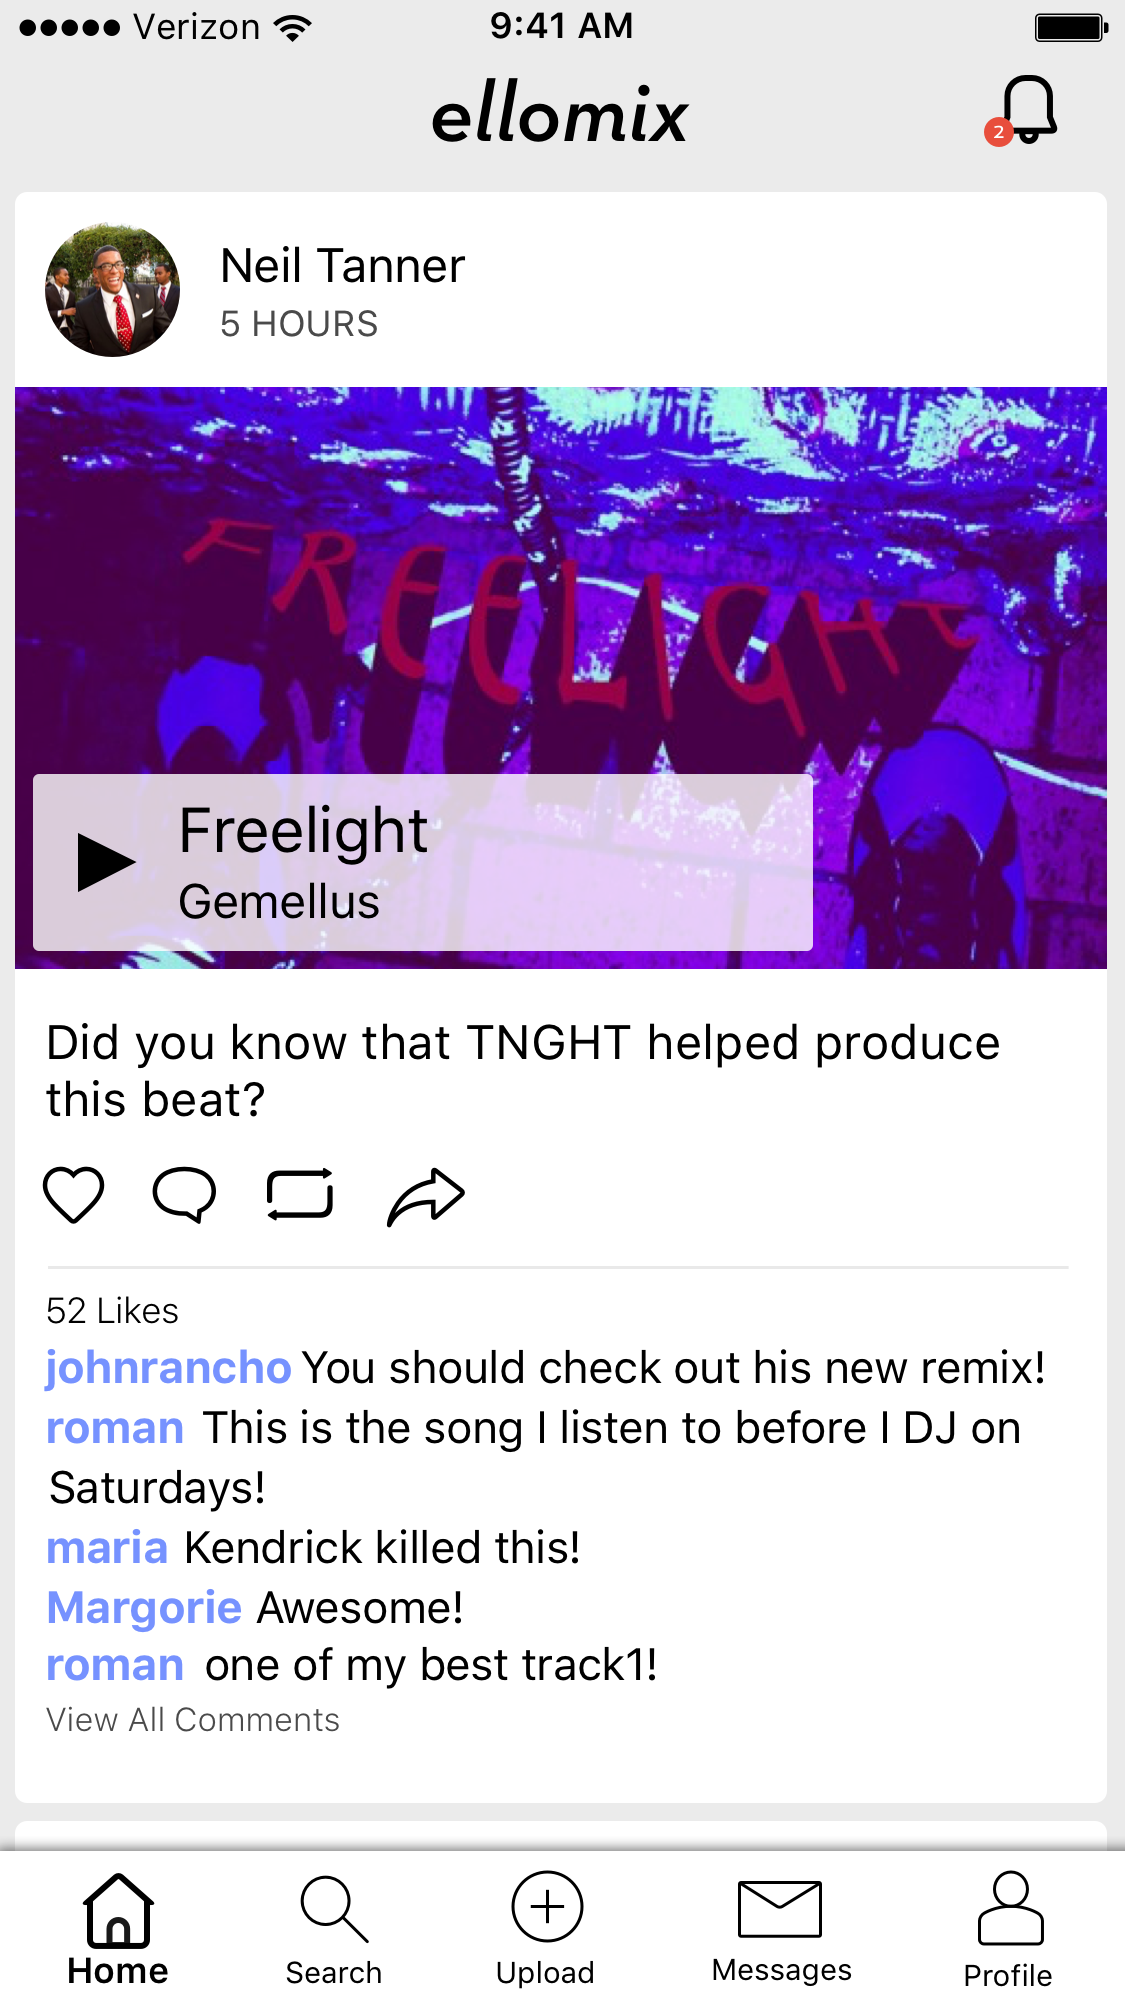 Verizon 9:41 AM
ellomix
2
Neil Tanner
5 HOURS
FREELIGHT
Freelight
Gemellus
Did you know that TNGHT helped produce
this beat?
52 Likes
johnrancho You should check out his new remix!
roman This is the song I listen to before I DJ on
Saturdays!
maria Kendrick killed this!
Margorie Awesome!
roman one of my best track1!
View All Comments
Home Search Upload Messages Profile